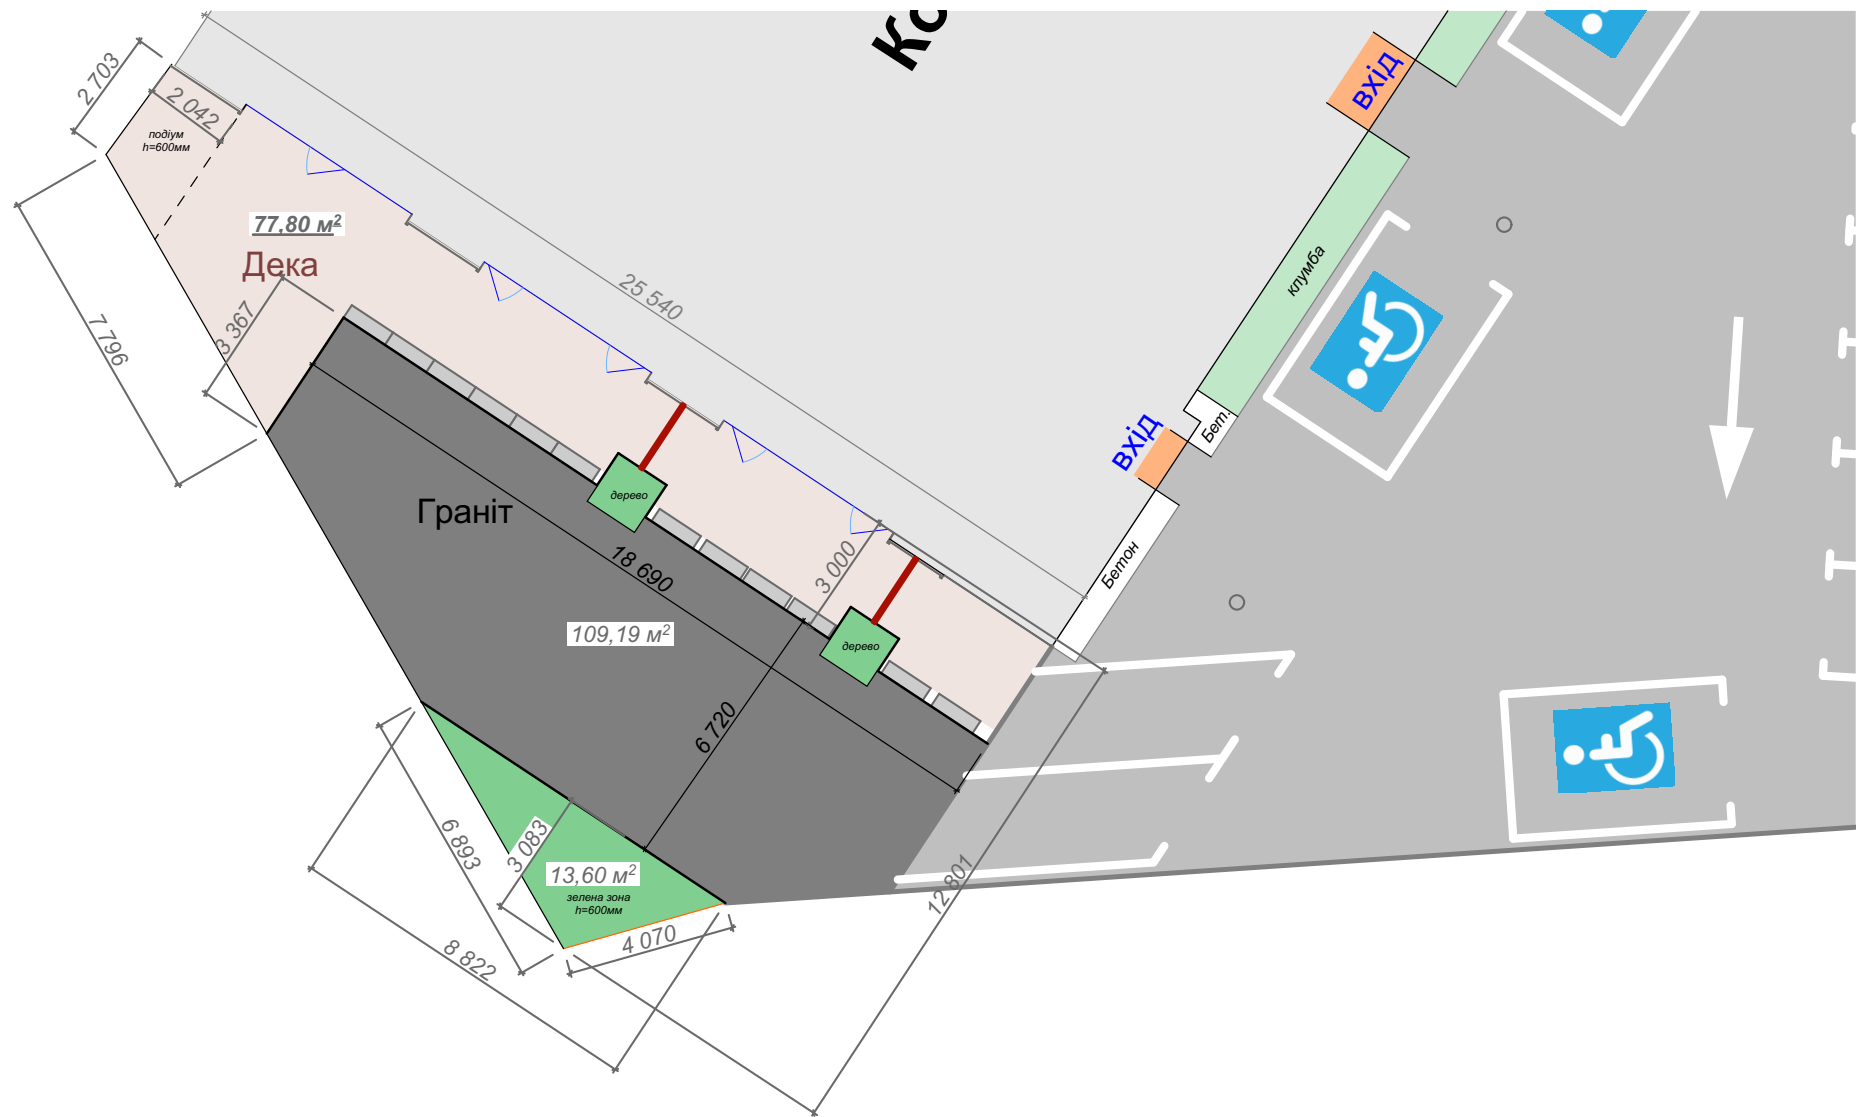 Ко
2 703
2 042
подіум
h=600мм
вхід
77,80 м²
Дека
25 540
клумба
3 367
7 796
Бет.
вхід
дерево
Граніт
18 690
3 000
Бетон
109,19 м²
дерево
6 720
6 893
3 083
13,60 м²
зелена зона
h=600мм
12 801
4 070
8 822